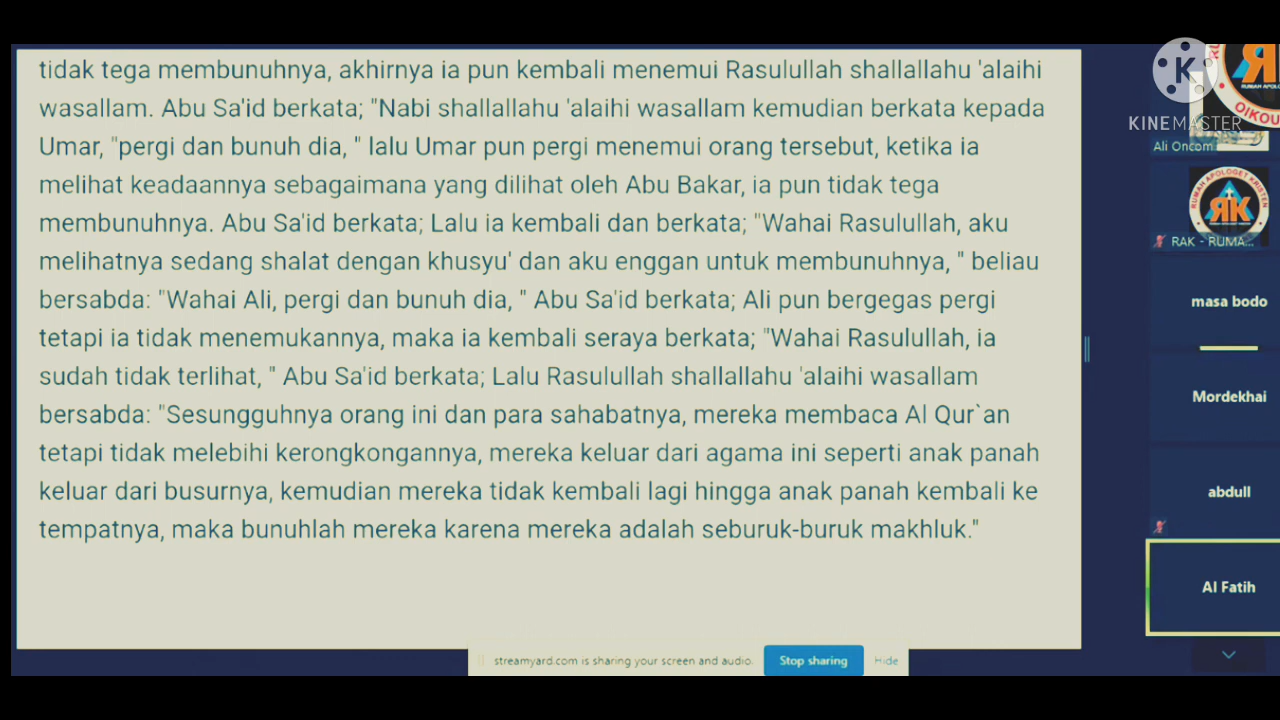 tidak tega membunuhnya, akhirnya ia pun kembali menemui Rasulullah shallallahu 'alaihi
wasallam. Abu Sa'id berkata; "Nabi shallallahu 'alaihi wasallam kemudian berkata kepada
Umar, "pergi dan bunuh dia, " lalu Umar pun pergi menemui orang tersebut, ketika ia
melihat keadaannya sebagaimana yang dilihat oleh Abu Bakar, ia pun tidak tega
membunuhnya. Abu Sa'id berkata; Lalu ia kembali dan berkata; "Wahai Rasulullah, aku
melihatnya sedang shalat dengan khusyu' dan aku enggan untuk membunuhnya, " beliau
bersabda: "Wahai Ali, pergi dan bunuh dia, " Abu Sa'id berkata; Ali pun bergegas pergi
tetapi ia tidak menemukannya, maka ia kembali seraya berkata; "Wahai Rasulullah, ia
sudah tidak terlihat, " Abu Sa'id berkata; Lalu Rasulullah shallallahu 'alaihi wasallam
bersabda: "Sesungguhnya orang ini dan para sahabatnya, mereka membaca Al Qur`an
tetapi tidak melebihi kerongkongannya, mereka keluar dari agama ini seperti anak panah
keluar dari busurnya, kemudian mereka tidak kembali lagi hingga anak panah kembali ke
tempatnya, maka bunuhlah mereka karena mereka adalah seburuk-buruk makhluk."
K
KINEMASTER
OIKOU
Ali Oncom
RUMAH APOLOGET KRISTEN
RK
RAK - RUMA...
masa bodo
Mordekhai
abdull
Al Fatih
streamyard.com is sharing your screen and audio.
Stop sharing
Hide